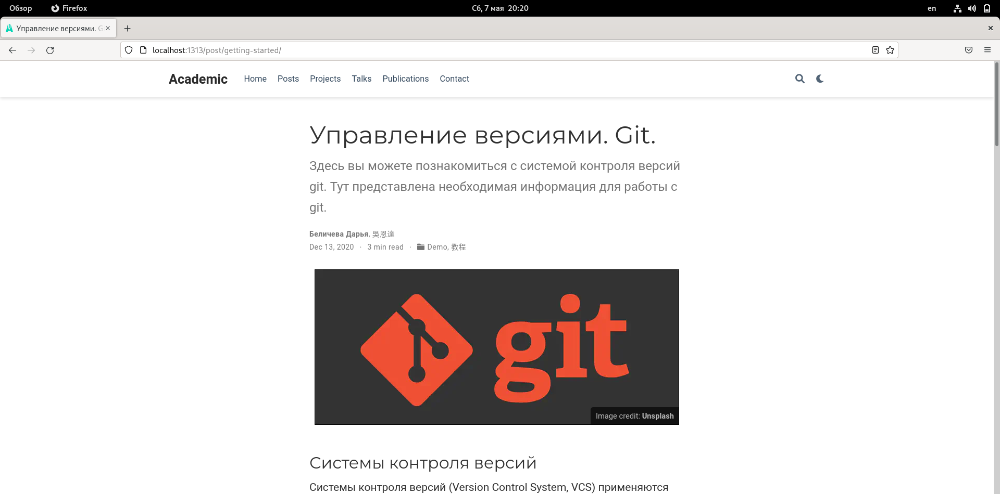 Обзор Firefox Сб, 7 мая 20:20 en
Управление версиями. G
localhost:1313/post/getting-started/
Academic Home Posts Projects Talks Publications Contact
Управление версиями. Git.
Здесь вы можете познакомиться с системой контроля версий
git. Тут представлена необходимая информация для работы с
git.
Беличева Дарья, 吳恩達
Dec 13, 2020 · 3 min read · Demo, 教程
git
Image credit: Unsplash
Системы контроля версий
Системы контроля версий (Version Control System, VCS) применяются